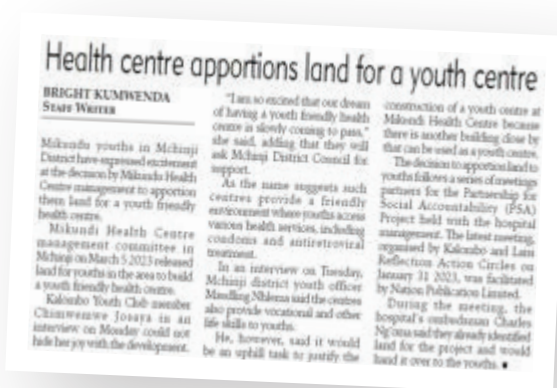 Health centre apportions land for a youth centre
BRIGHT KUMWENDA
STAFF WRITER
Mikundu youths in Mchinji
District have expressed excitement
at the decision by Mikundu Health
Centre management to apportion
them land for a youth friendly
health centre.
Mikundi Health Centre
management committee in
Mchinji on March 5 2023 released
land for youths in the area to build
a youth friendly health centre.
Kalombo Youth Club member
Chimwemwe Josaya in an
interview on Monday could not
hide her joy with the development.
"I am so excited that our dream
of having a youth friendly health
centre is slowly coming to pass,"
she said, adding that they will
ask Mchinji District Council for
support.
As the name suggests such
centres provide a friendly
environment where youths access
various health services, including
condoms and antiretroviral
treatment.
In an interview on Tuesday,
Mchinji district youth officer
Maudling Nhlema said the centres
also provide vocational and other
life skills to youths.
He, however, said it would
be an uphill task to justify the
construction of a youth centre at
Mikundi Health Centre because
there is another building close by
that can be used as a youth centre.
The decision to apportion land to
youths follows a series of meetings
partners for the Partnership for
Social Accountability (PSA)
Project held with the hospital
management. The latest meeting,
organised by Kalombo and Lani
Reflection Action Circles on
January 31 2023, was facilitated
by Nation Publication Limited.
During the meeting, the
hospital's ombudsman Charles
Ng'oma said they already identified
land for the project and would
hand it over to the youths.